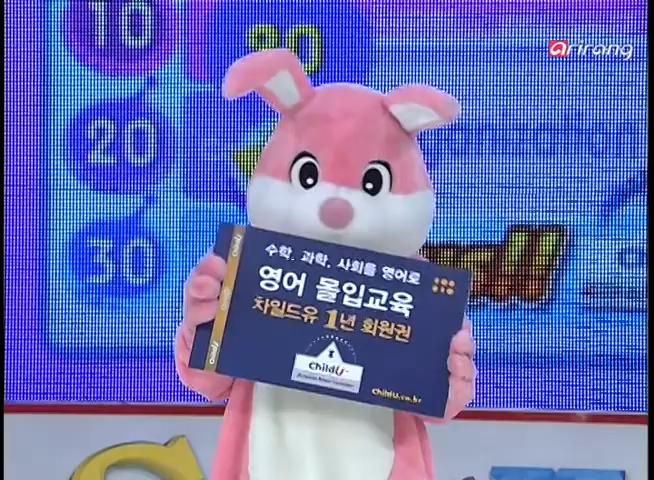 10
20
arirang
20
30
수학, 과학, 사회를 영어로
영어 몰입교육
차일드유 1년 회원권
ChildU
ChildU.co.kr